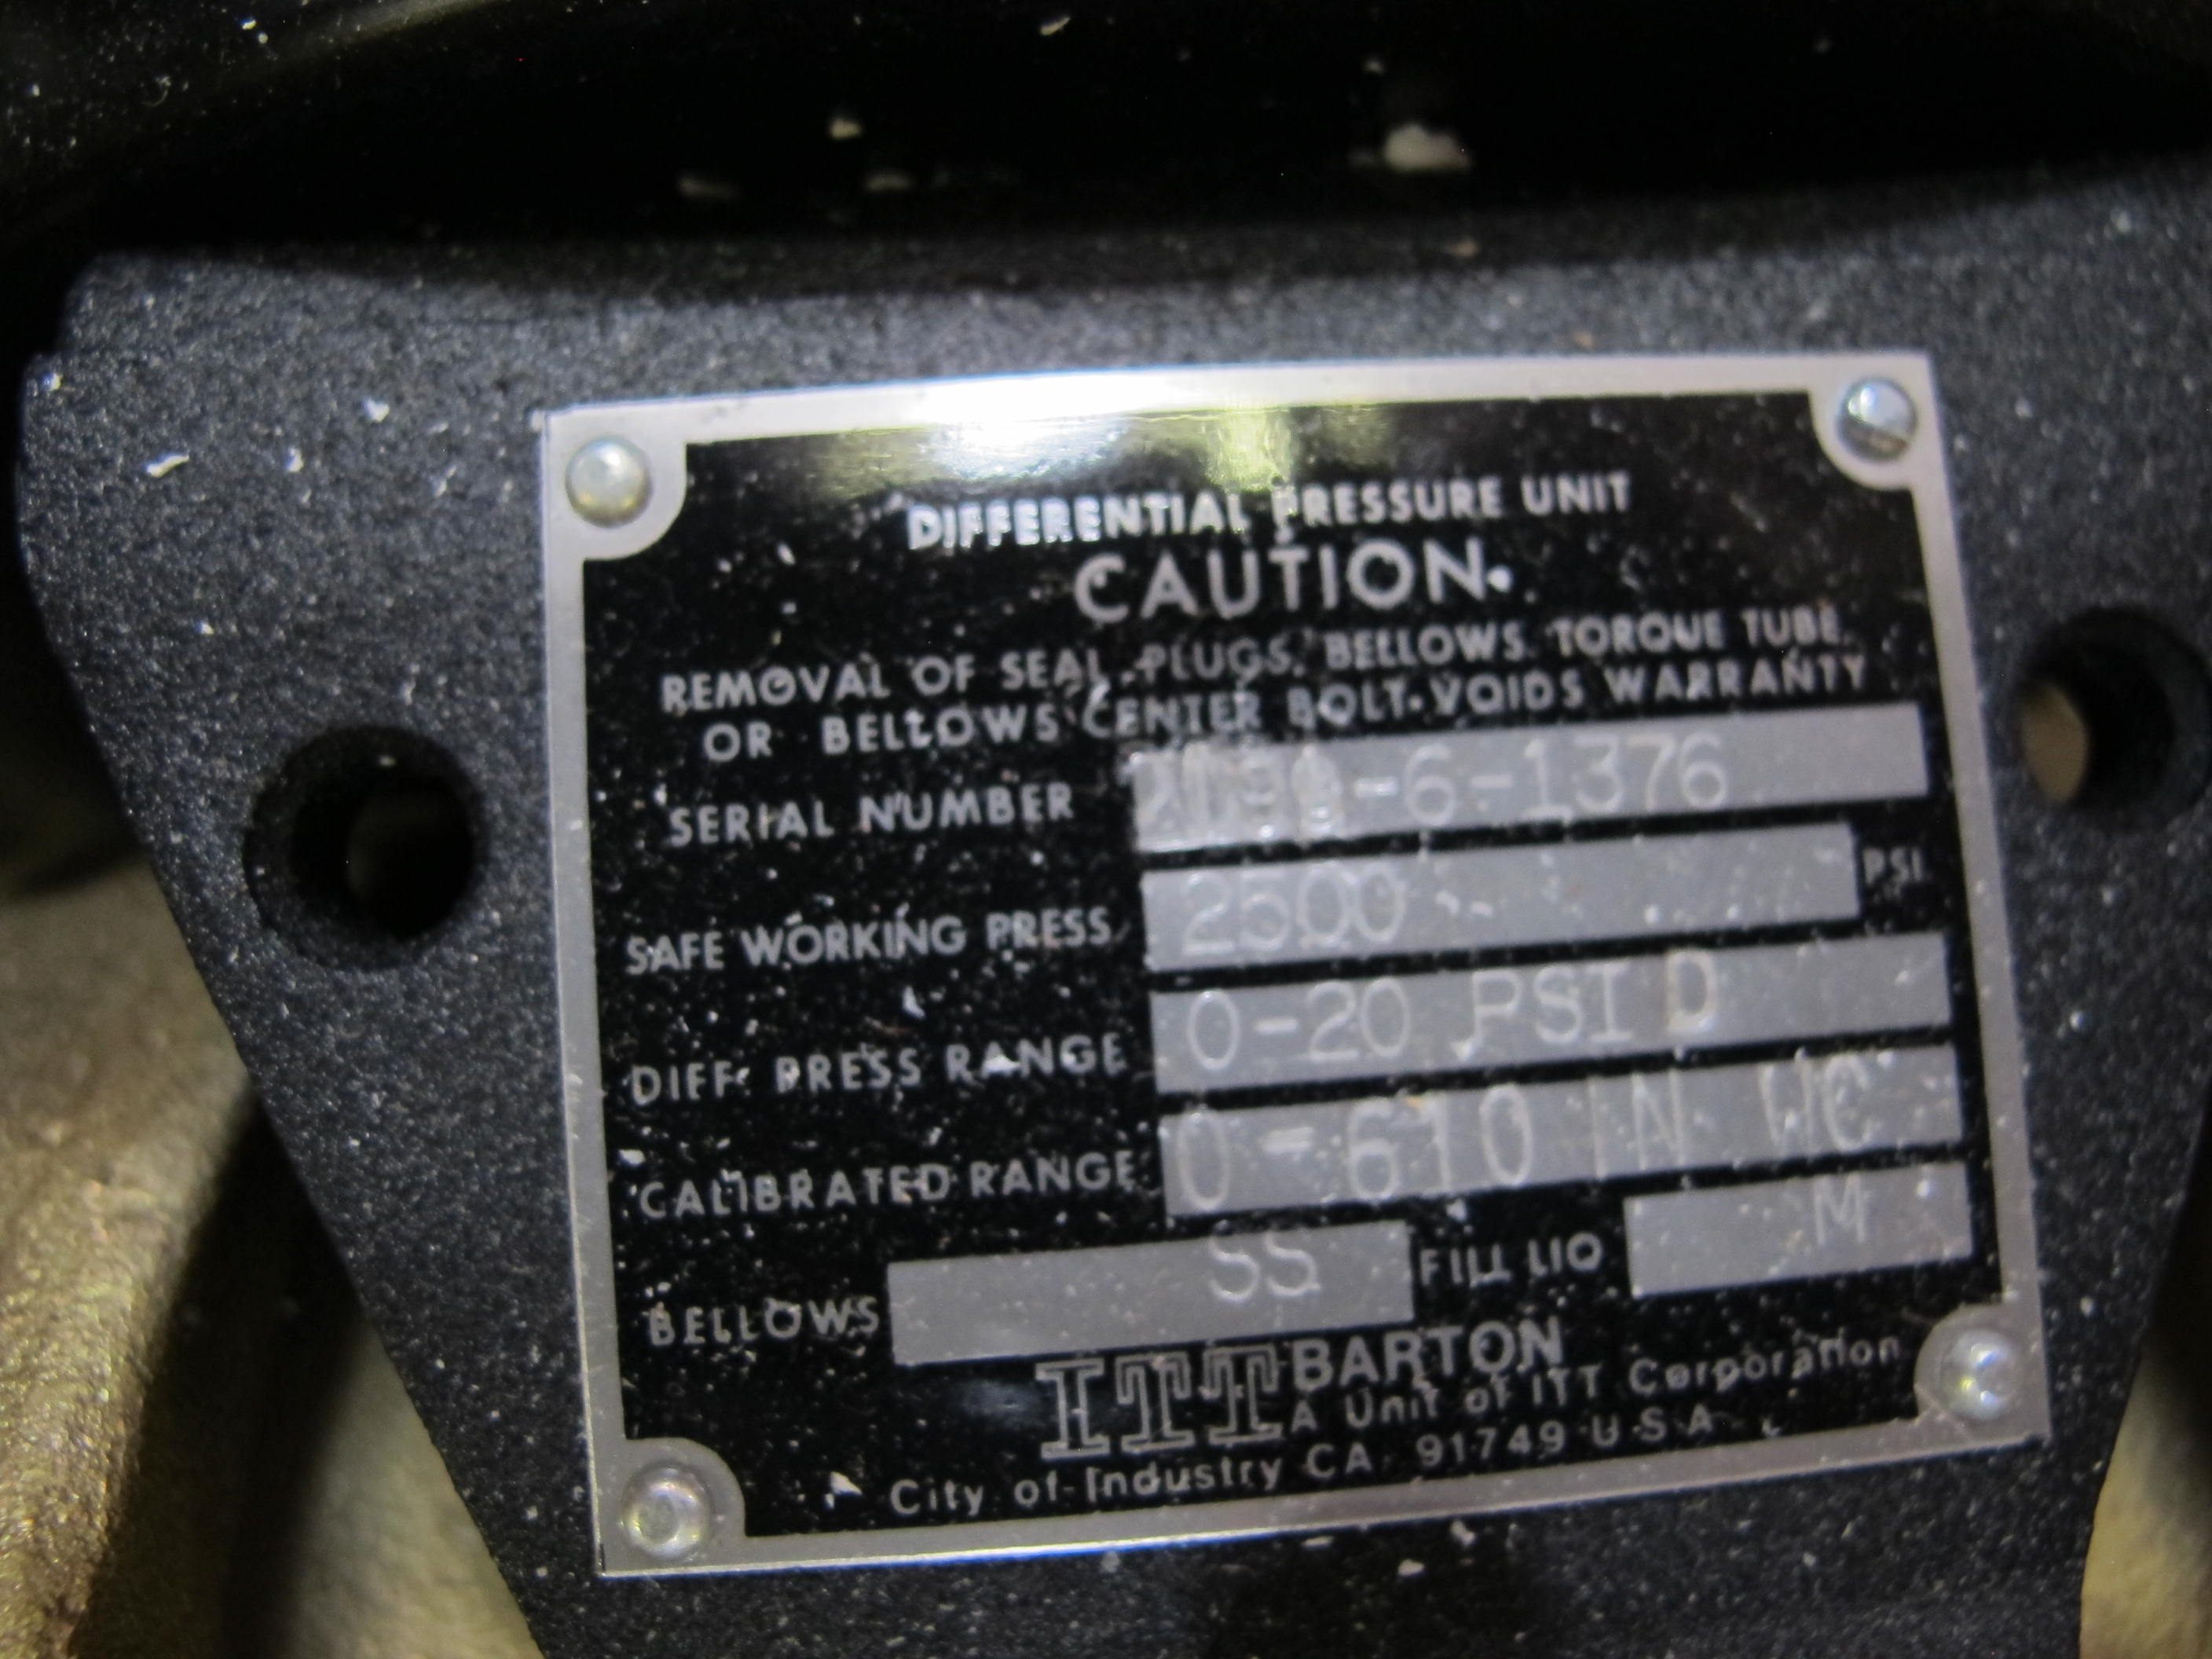 DIFFERENTIAL PRESSURE UNIT
CAUTION
REMOVAL OF SEAL PLUGS, BELLOWS, TORQUE TUBE,
OR BELLOWS CENTER BOLT-VOIDS WARRANTY
SERIAL NUMBER -6-1376
SAFE WORKING PRESS 2500 PSI
DIFF. PRESS RANGE 0-20 PSI D
CALIBRATED RANGE 0-610 IN WC
BELLOWS SS FILL LIQ M
ITT BARTON
A Unit of ITT Corporation
City of Industry CA. 91749 U.S.A